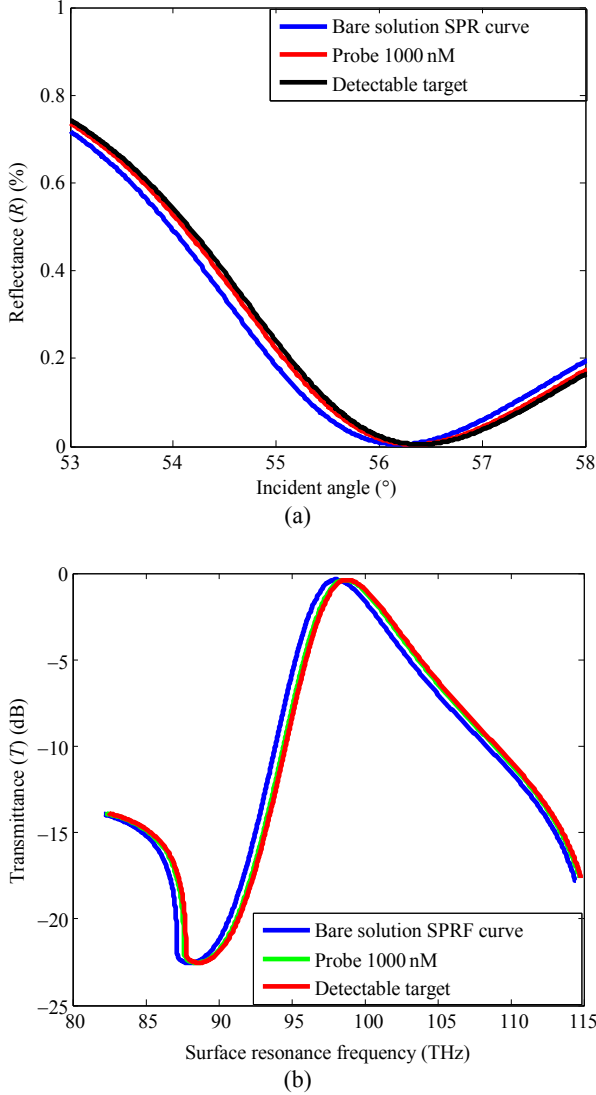 1
0.8
0.6
0.4
0.2
0
53
54
55
56
57
58
Reflectance (R) (%)
Incident angle (°)
Bare solution SPR curve
Probe 1000 nM
Detectable target
(a)
0
−5
−10
−15
−20
−25
80
85
90
95
100
105
110
115
Transmittance (T) (dB)
Surface resonance frequency (THz)
Bare solution SPRF curve
Probe 1000 nM
Detectable target
(b)